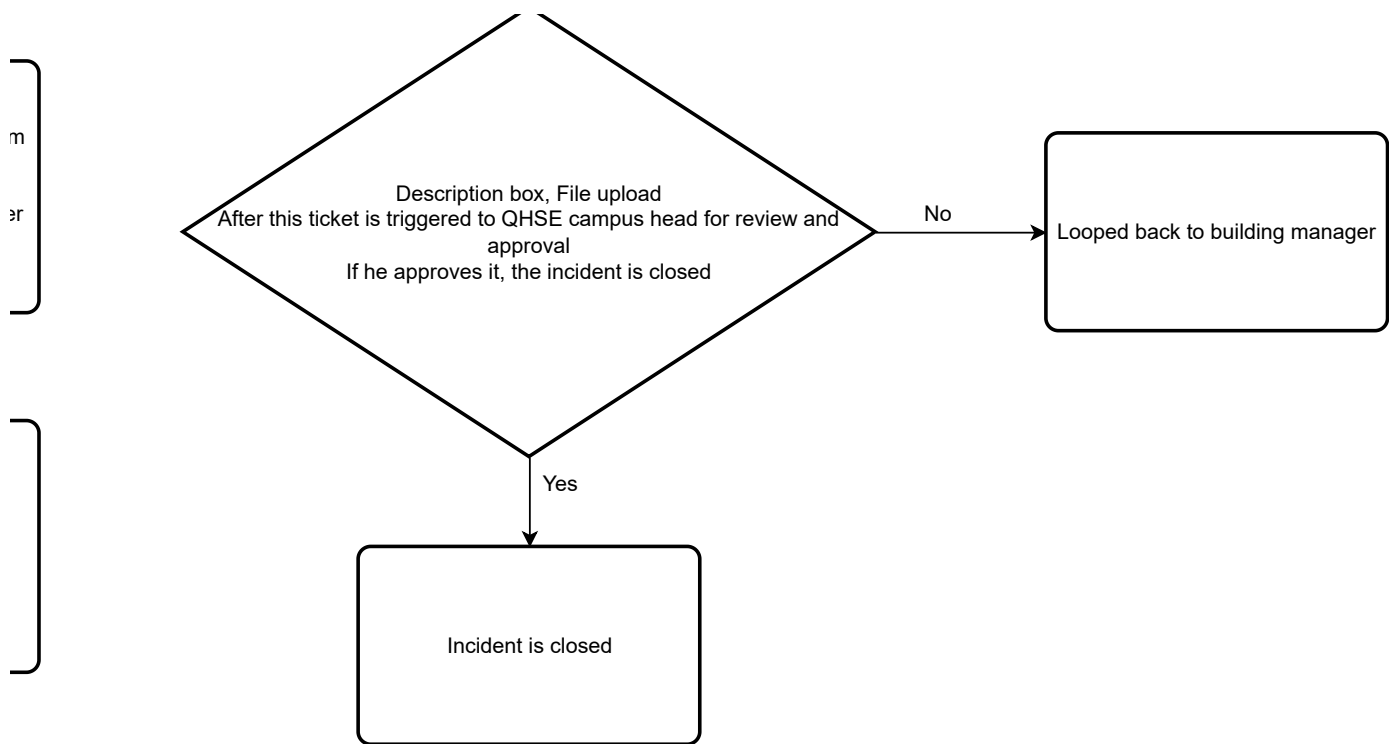 Description box, File upload
After this ticket is triggered to QHSE campus head for review and
approval
If he approves it, the incident is closed
No
Looped back to building manager
Yes
Incident is closed